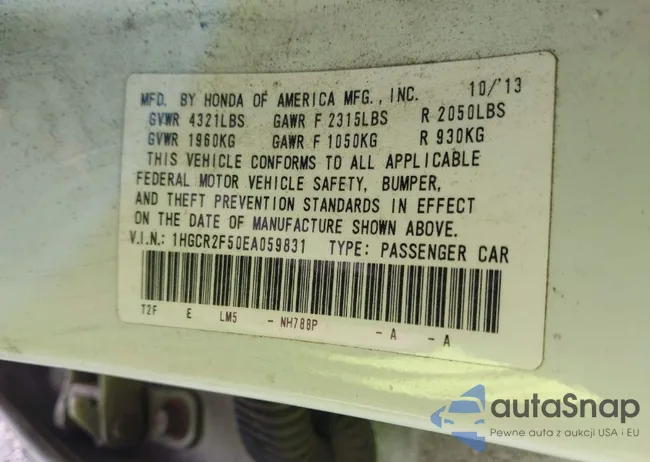 MFD. BY HONDA OF AMERICA MFG., INC. 10/'13
GVWR 4321LBS GAWR F 2315LBS R 2050LBS
GVWR 1960KG GAWR F 1050KG R 930KG
THIS VEHICLE CONFORMS TO ALL APPLICABLE
FEDERAL MOTOR VEHICLE SAFETY, BUMPER,
AND THEFT PREVENTION STANDARDS IN EFFECT
ON THE DATE OF MANUFACTURE SHOWN ABOVE.
V.I.N.: 1HGCR2F50EA059831 TYPE: PASSENGER CAR
T2F E LM5 - NH788P - A - A
autaSnap
Pewne auta z aukcji USA i EU